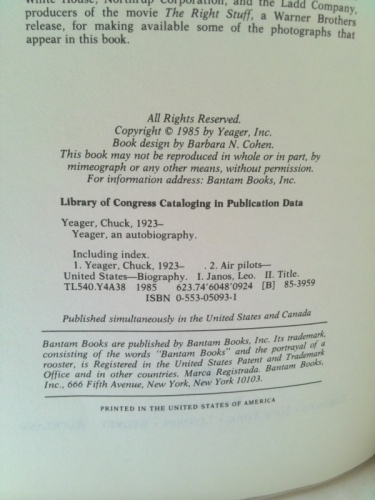 White House, Northrup Corporation, and the Ladd Company,
producers of the movie The Right Stuff, a Warner Brothers
release, for making available some of the photographs that
appear in this book.
All Rights Reserved.
Copyright © 1985 by Yeager, Inc.
Book design by Barbara N. Cohen.
This book may not be reproduced in whole or in part, by
mimeograph or any other means, without permission.
For information address: Bantam Books, Inc.
Library of Congress Cataloging in Publication Data
Yeager, Chuck, 1923–
Yeager, an autobiography.
Including index.
1. Yeager, Chuck, 1923– . 2. Air pilots—
United States—Biography. I. Janos, Leo. II. Title.
TL540.Y4A38 1985 623.74'6048'0924 [B] 85-3959
ISBN 0-553-05093-1
Published simultaneously in the United States and Canada
Bantam Books are published by Bantam Books, Inc. Its trademark,
consisting of the words "Bantam Books" and the portrayal of a
rooster, is Registered in the United States Patent and Trademark
Office and in other countries. Marca Registrada. Bantam Books,
Inc., 666 Fifth Avenue, New York, New York 10103.
PRINTED IN THE UNITED STATES OF AMERICA